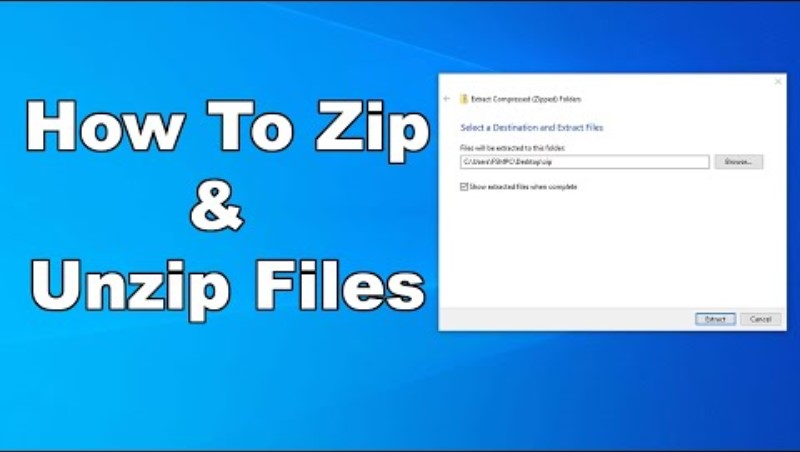 How To Zip
&
Unzip Files
Extract Compressed (Zipped) Folders
Select a Destination and Extract Files
Files will be extracted to this folder:
Browse...
Show extracted files when complete
Extract
Cancel